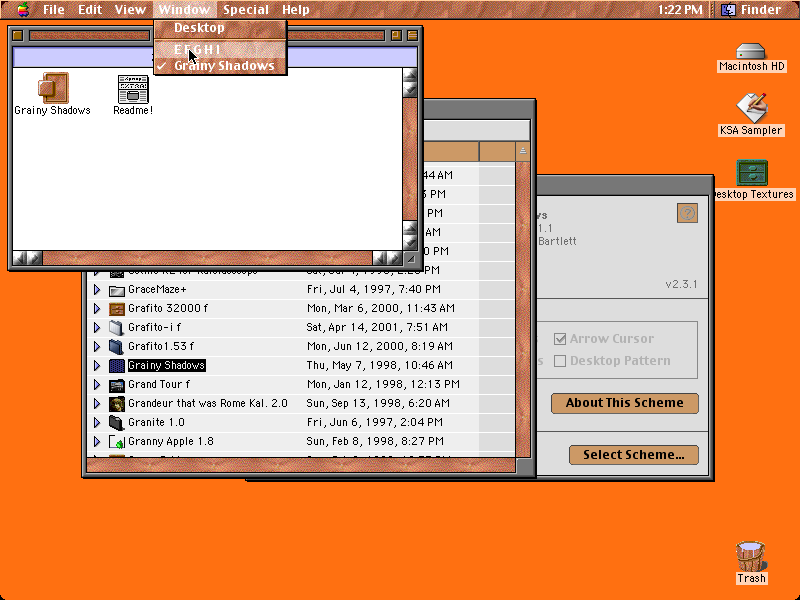 File Edit View Window Special Help 1:22 PM Finder
Desktop
E F G H I
✓ Grainy Shadows
Grainy Shadows
Readme!
Macintosh HD
KSA Sampler
Desktop Textures
Trash
:44 AM
PM
PM
AM
PM
PM
GraceMaze+ Fri, Jul 4, 1997, 7:40 PM
Grafito 32000 f Mon, Mar 6, 2000, 11:43 AM
Grafito-i f Sat, Apr 14, 2001, 7:51 AM
Grafito1.53 f Mon, Jun 12, 2000, 8:19 AM
Grainy Shadows Thu, May 7, 1998, 10:46 AM
Grand Tour f Mon, Jan 12, 1998, 12:13 PM
Grandeur that was Rome Kal. 2.0 Sun, Sep 13, 1998, 6:20 AM
Granite 1.0 Fri, Jun 6, 1997, 2:04 PM
Granny Apple 1.8 Sun, Feb 8, 1998, 8:27 PM
ws
1.1
Bartlett
v2.3.1
Arrow Cursor
s Desktop Pattern
About This Scheme
Select Scheme...